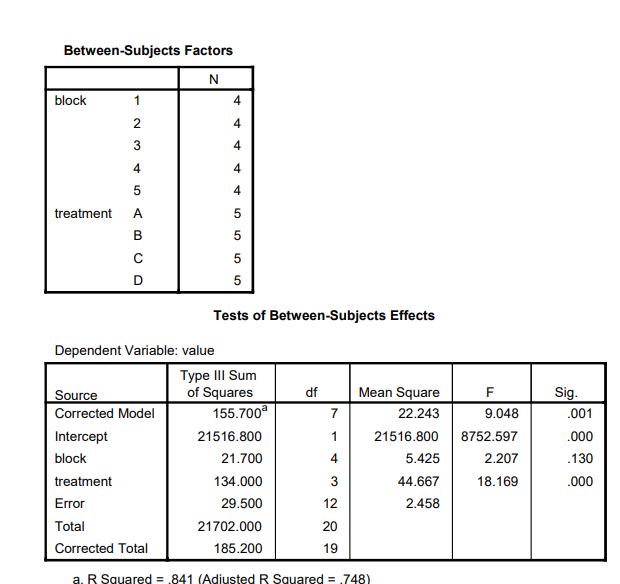 Between-Subjects Factors
N
block 1 4
2 4
3 4
4 4
5 4
treatment A 5
B 5
C 5
D 5
Tests of Between-Subjects Effects
Dependent Variable: value
Source Type III Sum of Squares df Mean Square F Sig.
Corrected Model 155.700a 7 22.243 9.048 .001
Intercept 21516.800 1 21516.800 8752.597 .000
block 21.700 4 5.425 2.207 .130
treatment 134.000 3 44.667 18.169 .000
Error 29.500 12 2.458
Total 21702.000 20
Corrected Total 185.200 19
a. R Squared = .841 (Adjusted R Squared = .748)